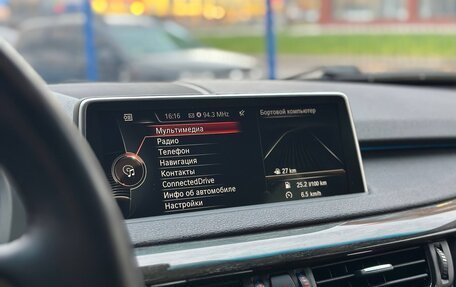 16:16 94.3 MHz
Бортовой компьютер
Мультимедиа
Радио
Телефон
Навигация
Контакты
ConnectedDrive
Инфо об автомобиле
Настройки
27 km
25.2 l/100 km
6.5 km/h